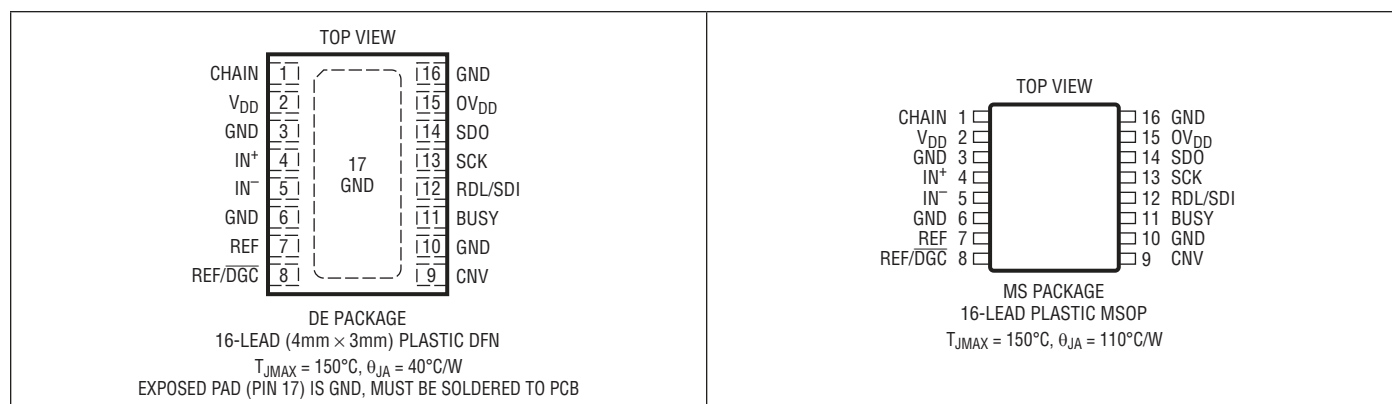 TOP VIEW
CHAIN 1 16 GND
VDD 2 15 OVDD
GND 3 14 SDO
IN+ 4 13 SCK
IN– 5 12 RDL/SDI
GND 6 11 BUSY
REF 7 10 GND
REF/DGC 8 9 CNV
17
GND
DE PACKAGE
16-LEAD (4mm × 3mm) PLASTIC DFN
TJMAX = 150°C, θJA = 40°C/W
EXPOSED PAD (PIN 17) IS GND, MUST BE SOLDERED TO PCB
TOP VIEW
CHAIN 1 16 GND
VDD 2 15 OVDD
GND 3 14 SDO
IN+ 4 13 SCK
IN– 5 12 RDL/SDI
GND 6 11 BUSY
REF 7 10 GND
REF/DGC 8 9 CNV
MS PACKAGE
16-LEAD PLASTIC MSOP
TJMAX = 150°C, θJA = 110°C/W